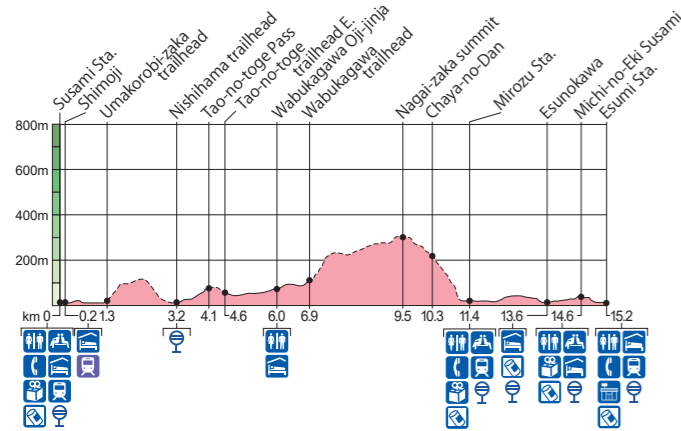 Susami Sta.
Shimoji
Umakorobi-zaka
trailhead
Nishihama trailhead
Tao-no-toge Pass
Tao-no-toge
trailhead E.
Wabukagawa Oji-jinja
Wabukagawa
trailhead
Nagai-zaka summit
Chaya-no-Dan
Mirozu Sta.
Esunokawa
Michi-no-Eki Susami
Esumi Sta.
800m
600m
400m
200m
km 0 0.2 1.3 3.2 4.1 4.6 6.0 6.9 9.5 10.3 11.4 13.6 14.6 15.2